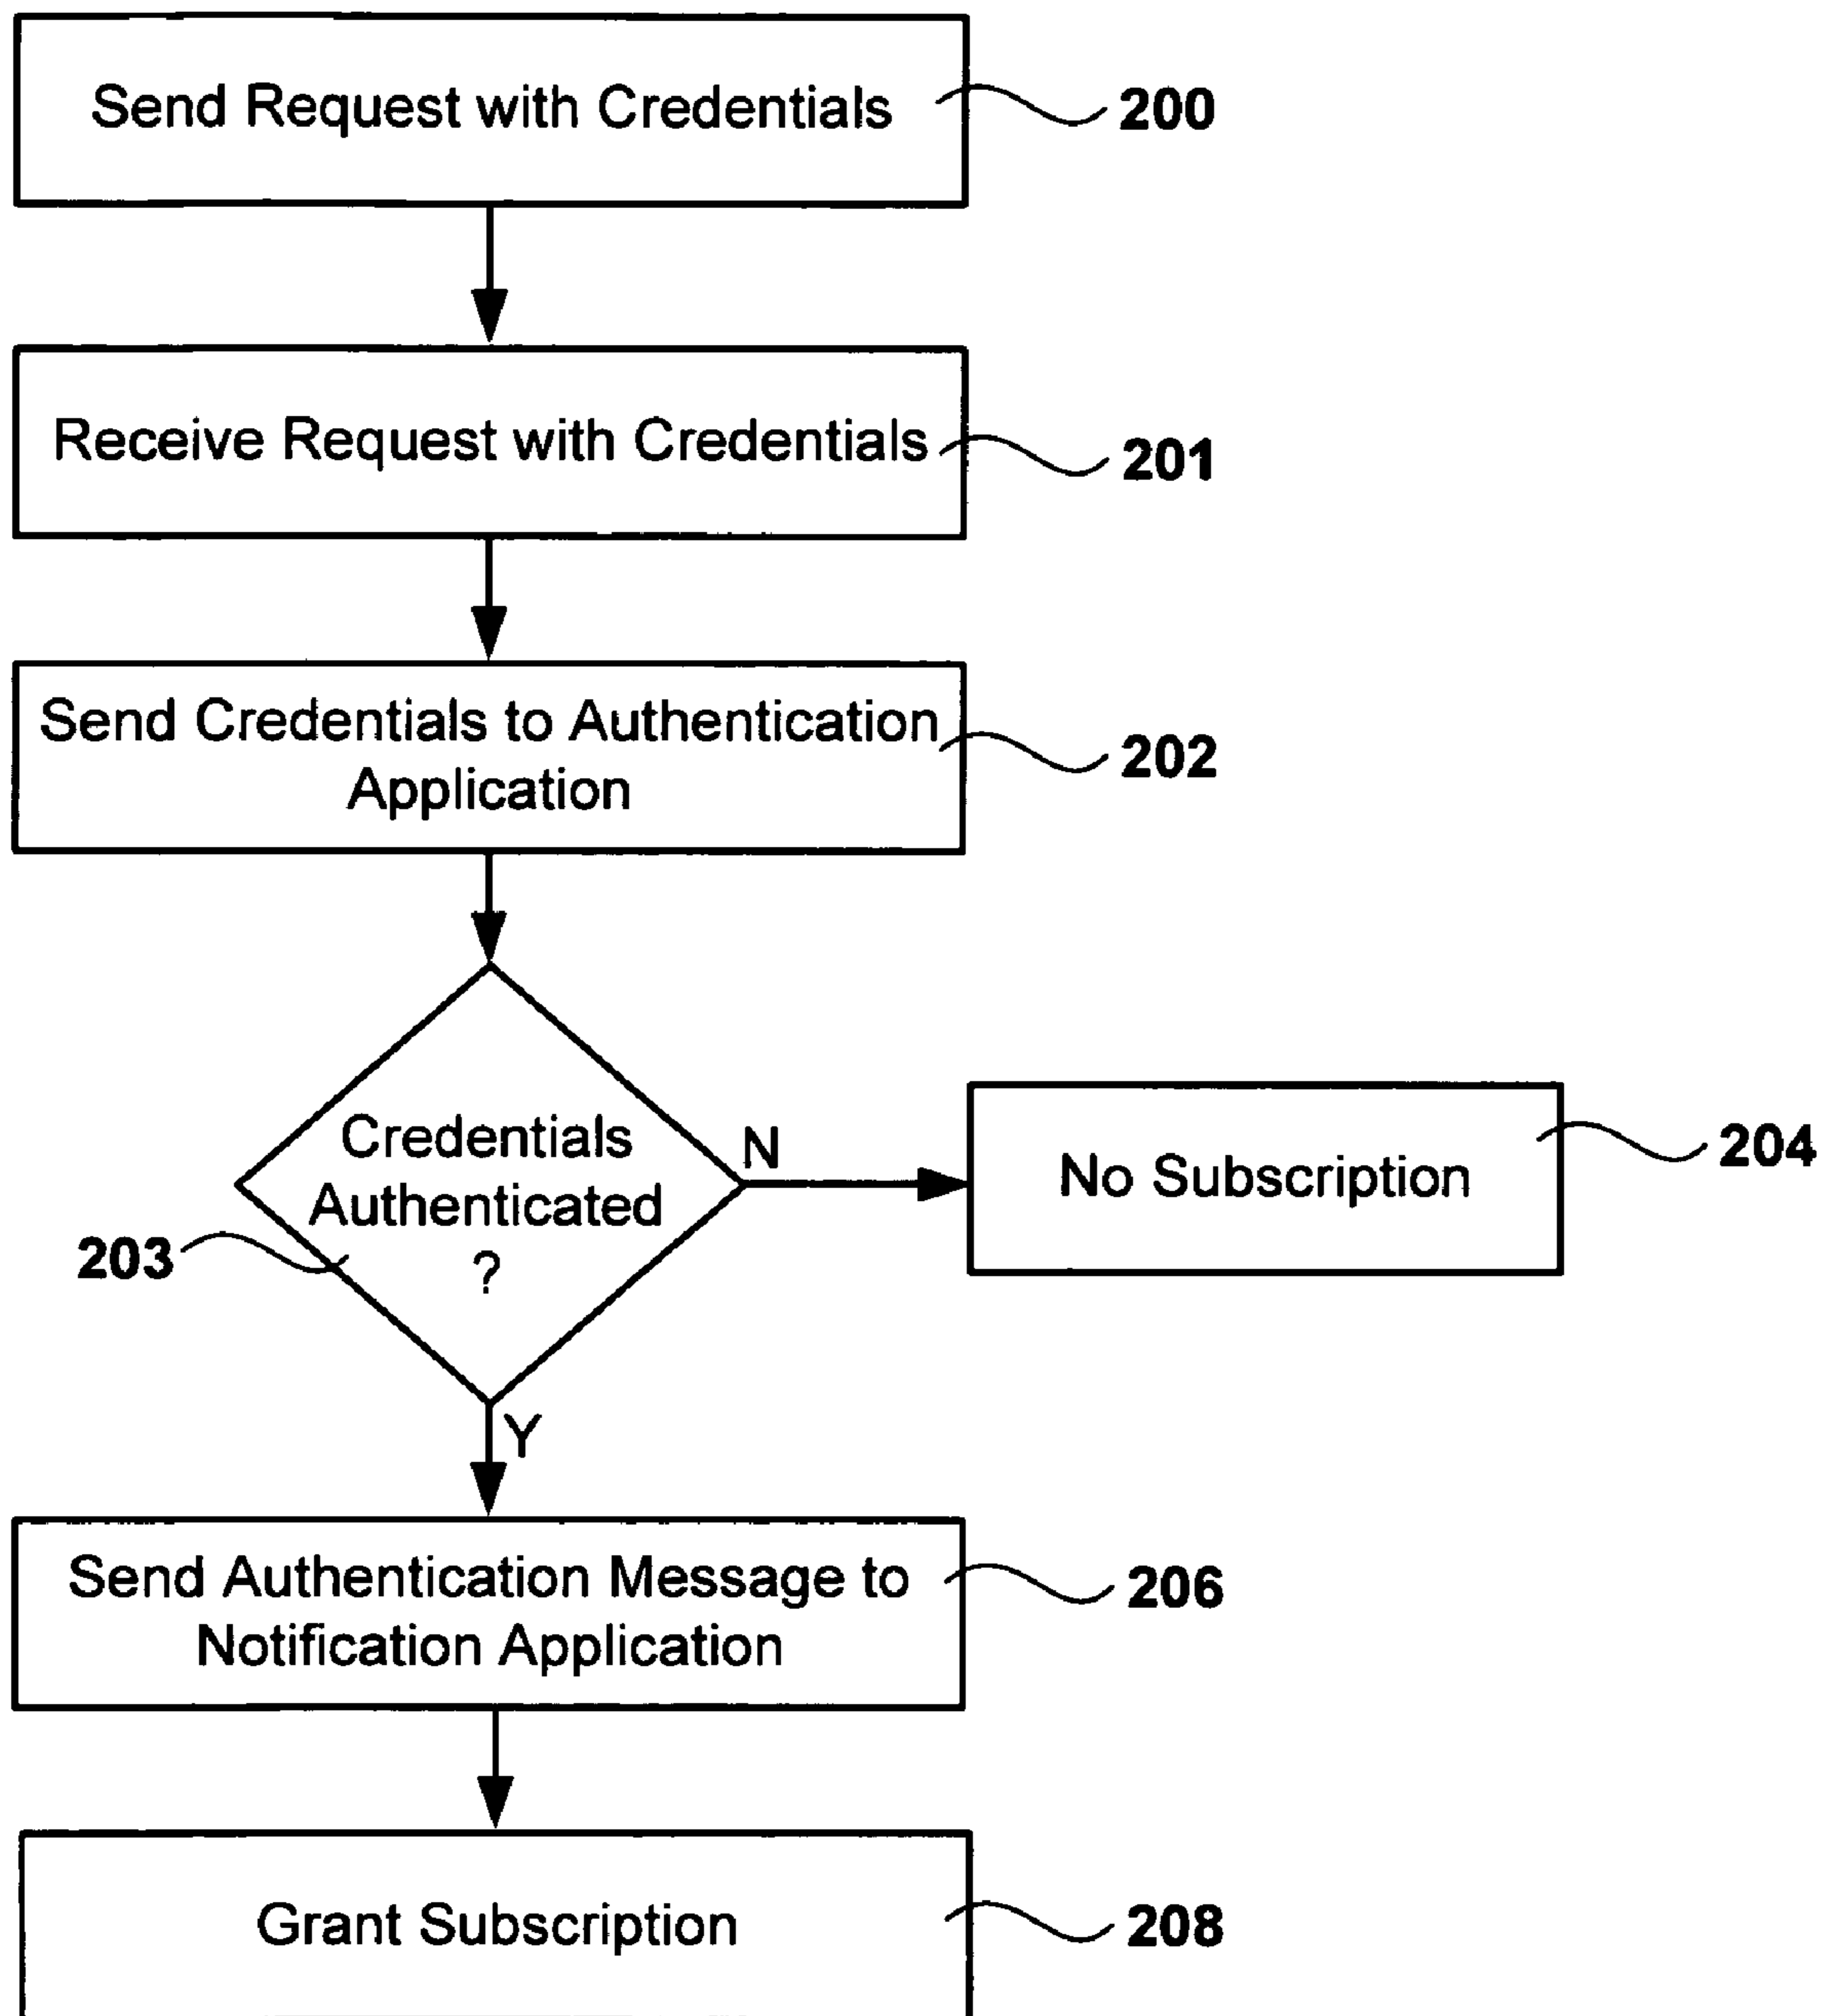 Send Request with Credentials
200
Receive Request with Credentials
201
Send Credentials to Authentication
Application
202
Credentials
Authenticated
?
203
N
No Subscription
204
Y
Send Authentication Message to
Notification Application
206
Grant Subscription
208